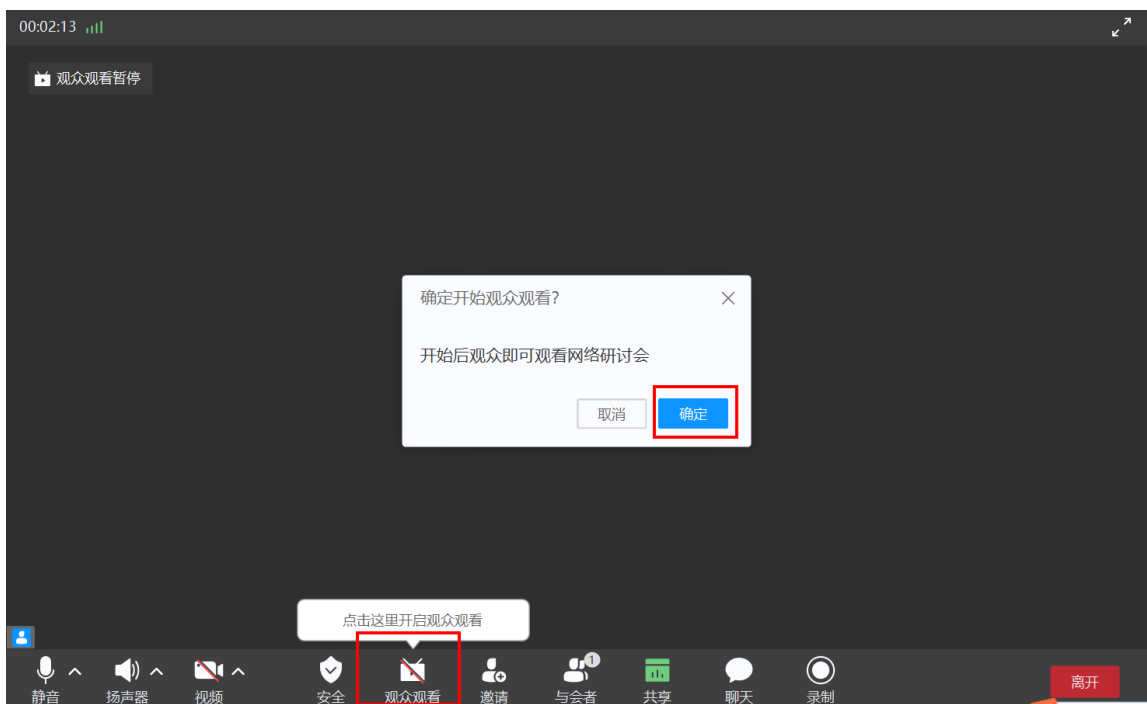 00:02:13
观众观看暂停
确定开始观众观看?
开始后观众即可观看网络研讨会
取消
确定
点击这里开启观众观看
1
静音
扬声器
视频
安全
观众观看
邀请
与会者
共享
聊天
录制
离开